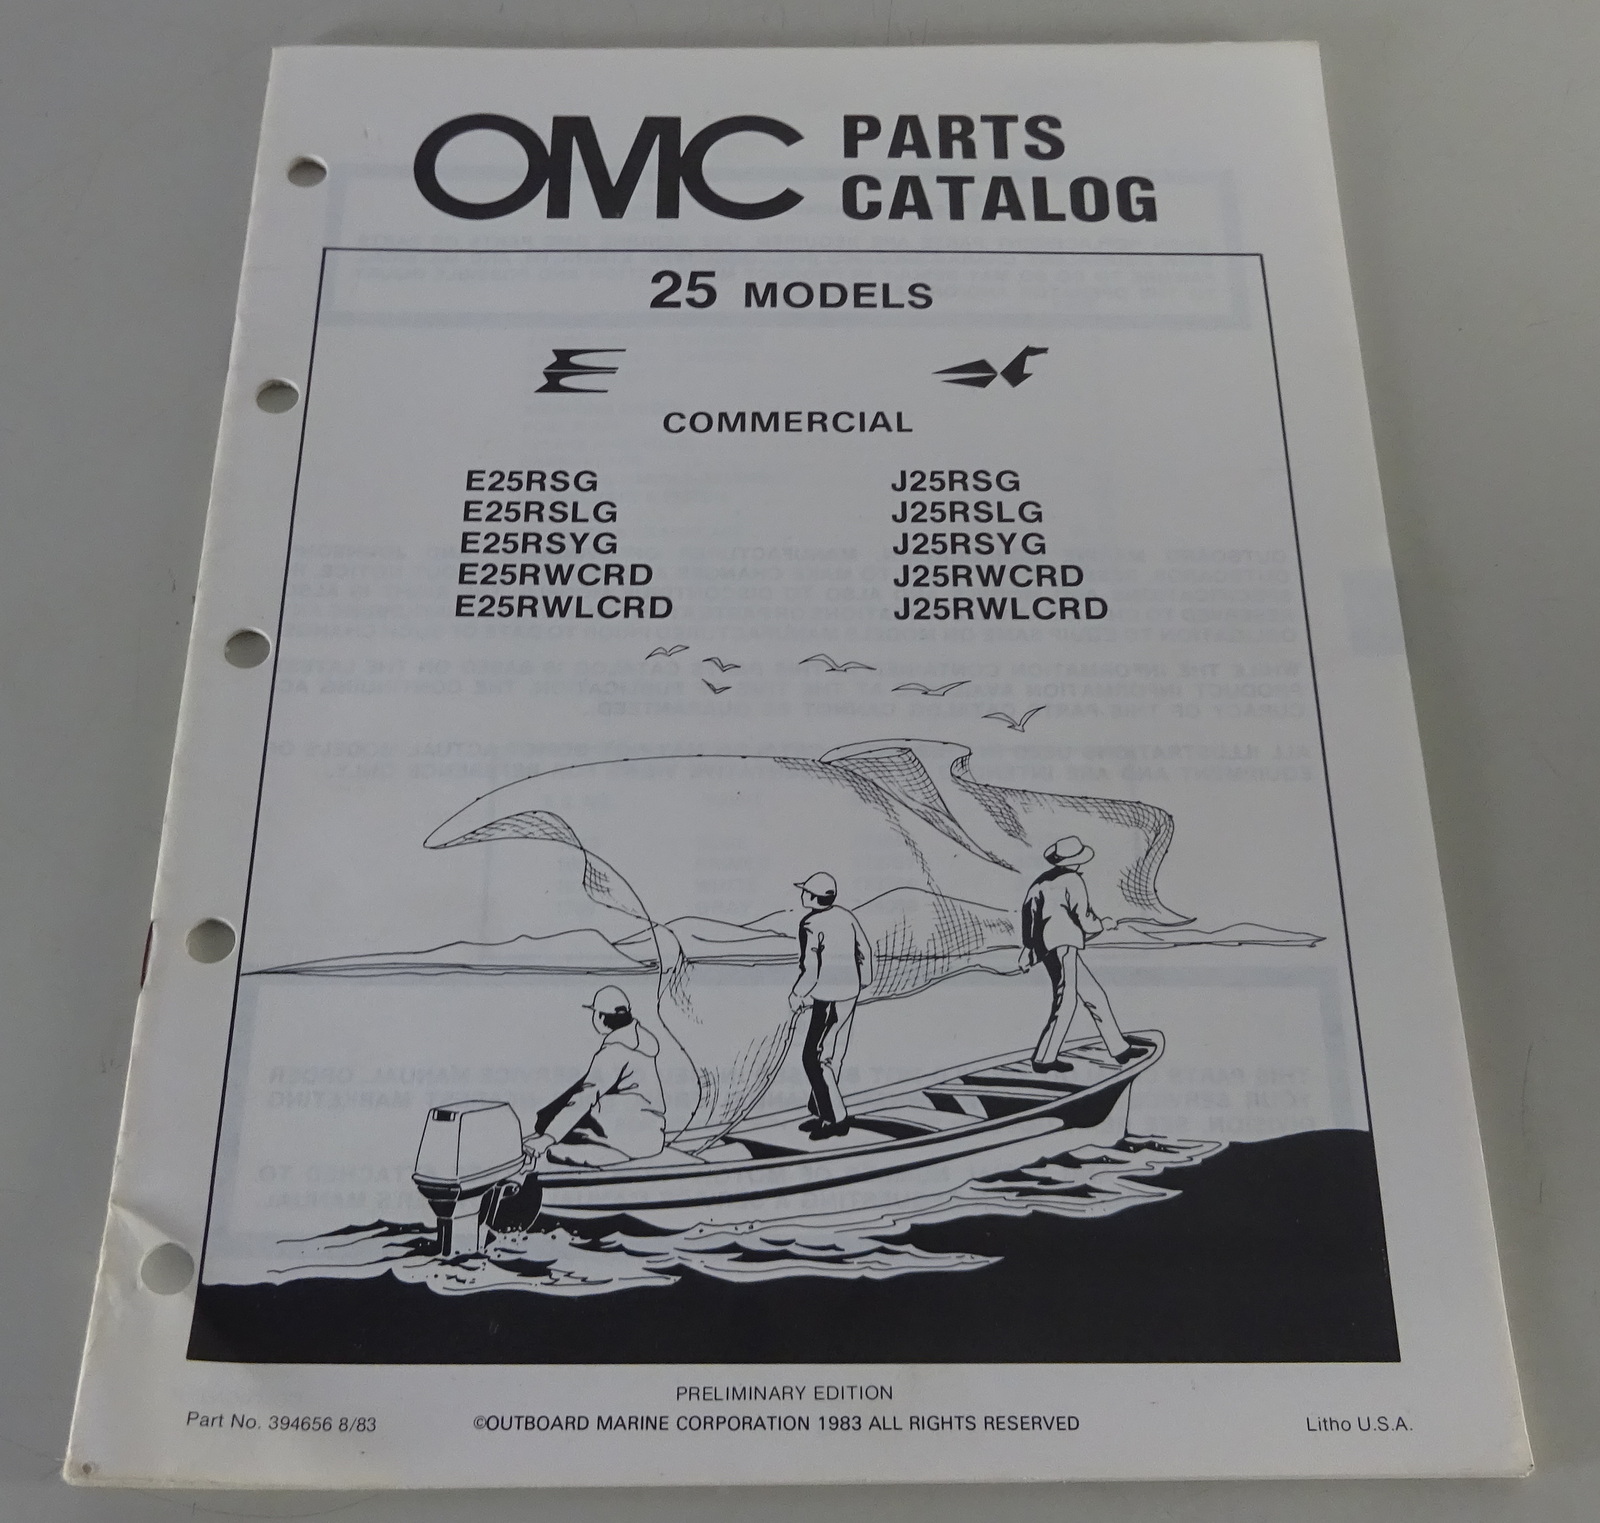 OMC PARTS
CATALOG
25 MODELS
COMMERCIAL
E25RSG
E25RSLG
E25RSYG
E25RWCRD
E25RWLCRD
J25RSG
J25RSLG
J25RSYG
J25RWCRD
J25RWLCRD
PRELIMINARY EDITION
Part No. 394656 8/83
©OUTBOARD MARINE CORPORATION 1983 ALL RIGHTS RESERVED
Litho U.S.A.